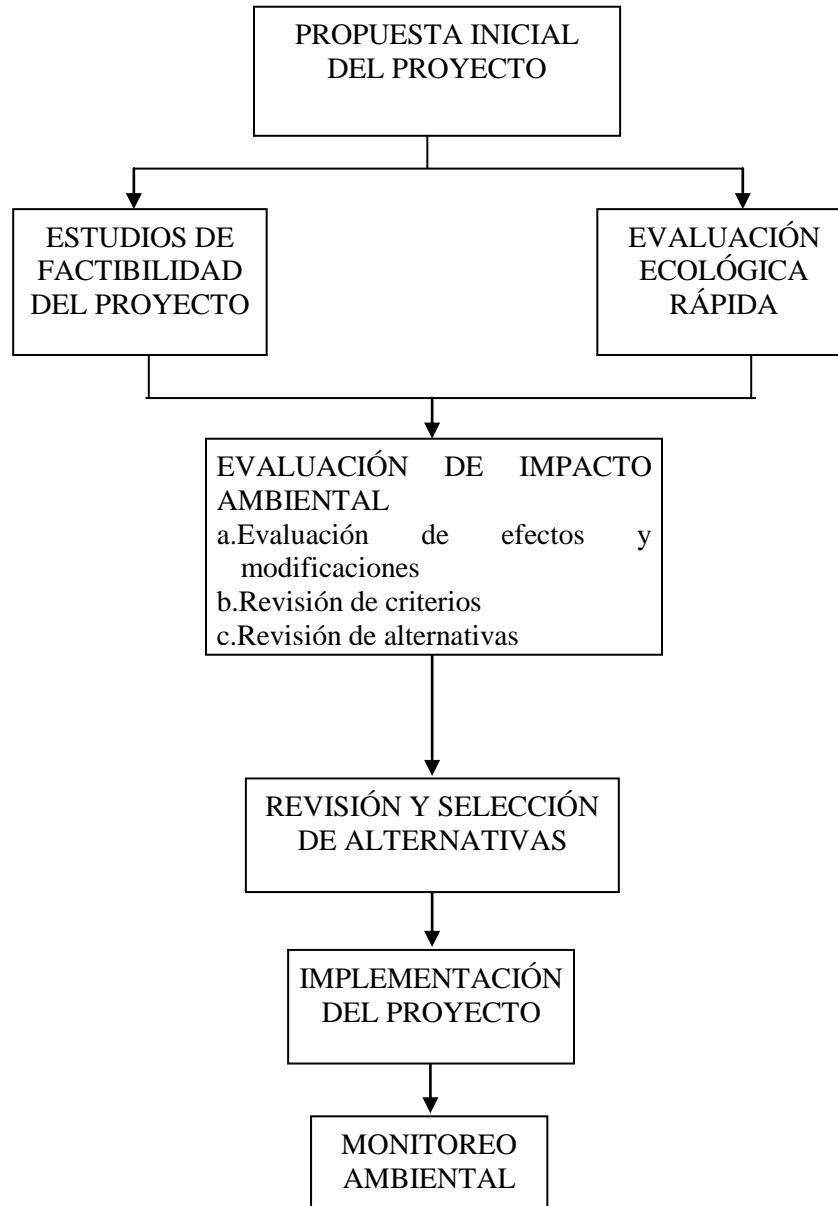 PROPUESTA INICIAL
DEL PROYECTO
ESTUDIOS DE
FACTIBILIDAD
DEL PROYECTO
EVALUACIÓN
ECOLÓGICA
RÁPIDA
EVALUACIÓN DE IMPACTO
AMBIENTAL
a.Evaluación de efectos y
modificaciones
b.Revisión de criterios
c.Revisión de alternativas
REVISIÓN Y SELECCIÓN
DE ALTERNATIVAS
IMPLEMENTACIÓN
DEL PROYECTO
MONITOREO
AMBIENTAL